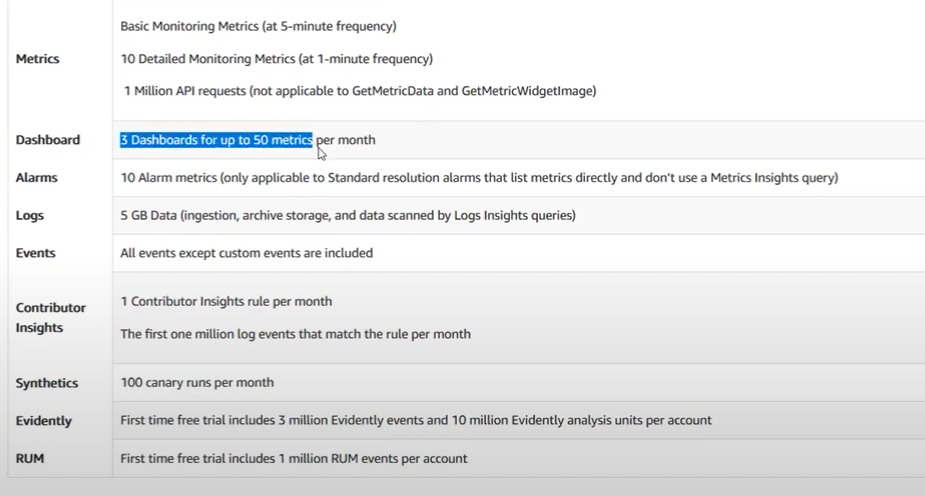 Basic Monitoring Metrics (at 5-minute frequency)
Metrics
10 Detailed Monitoring Metrics (at 1-minute frequency)
1 Million API requests (not applicable to GetMetricData and GetMetricWidgetImage)
Dashboard
3 Dashboards for up to 50 metrics per month
Alarms
10 Alarm metrics (only applicable to Standard resolution alarms that list metrics directly and don't use a Metrics Insights query)
Logs
5 GB Data (ingestion, archive storage, and data scanned by Logs Insights queries)
Events
All events except custom events are included
Contributor
Insights
1 Contributor Insights rule per month
The first one million log events that match the rule per month
Synthetics
100 canary runs per month
Evidently
First time free trial includes 3 million Evidently events and 10 million Evidently analysis units per account
RUM
First time free trial includes 1 million RUM events per account